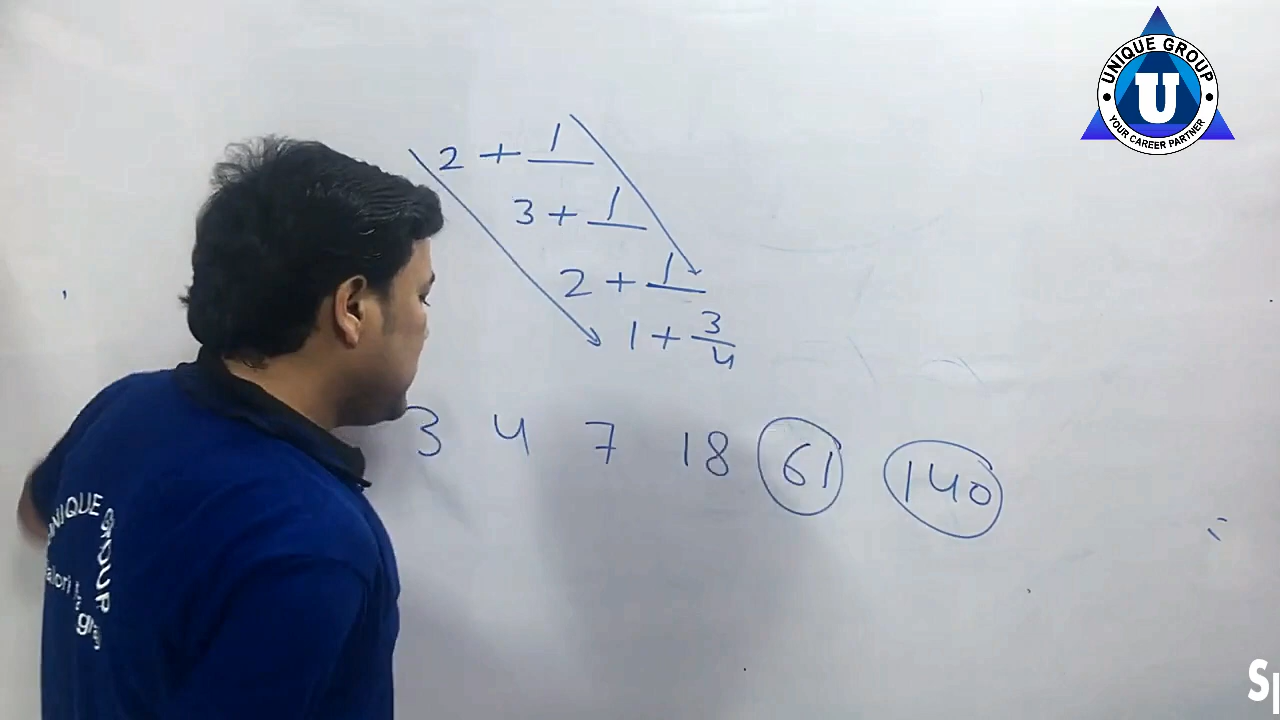 UNIQUE GROUP
U
YOUR CAREER PARTNER
2 + 1
3 + 1
2 + 1
1 + 3/4
3 4 7 18 61 140
NIQUE GROUP